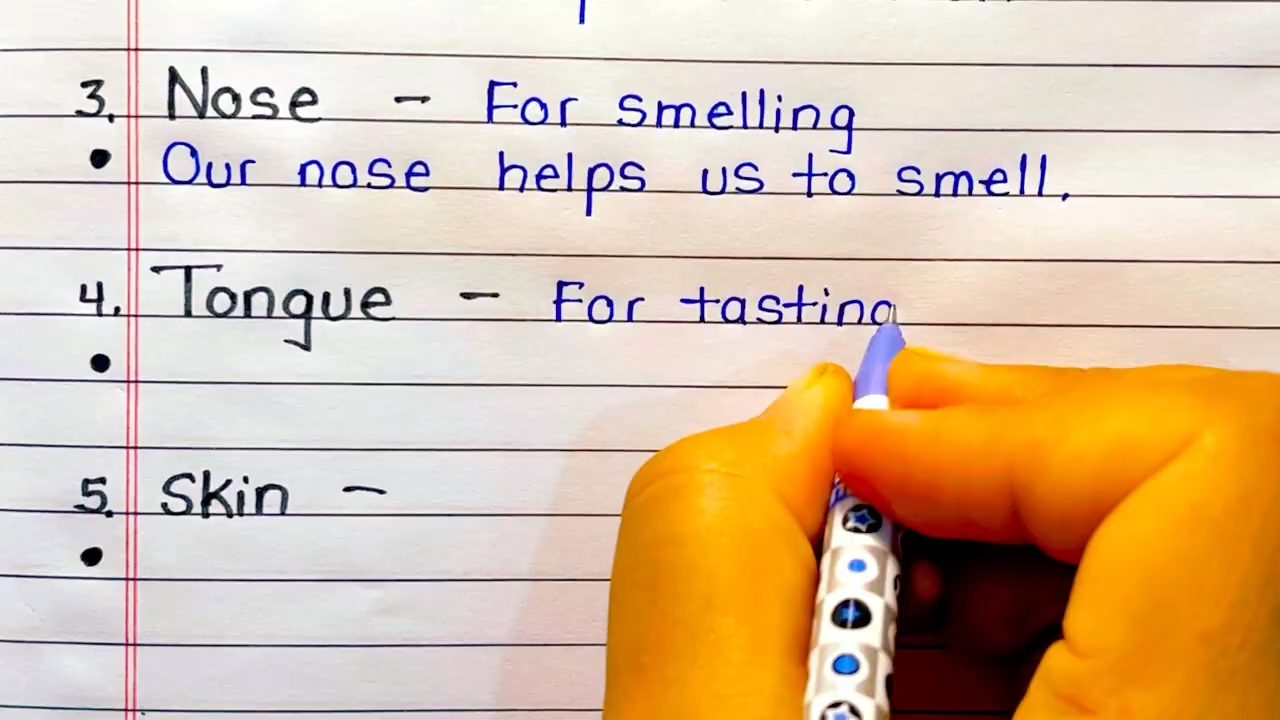 3. Nose - For smelling
• Our nose helps us to smell.
4. Tongue - For tasting
•
5. Skin -
•